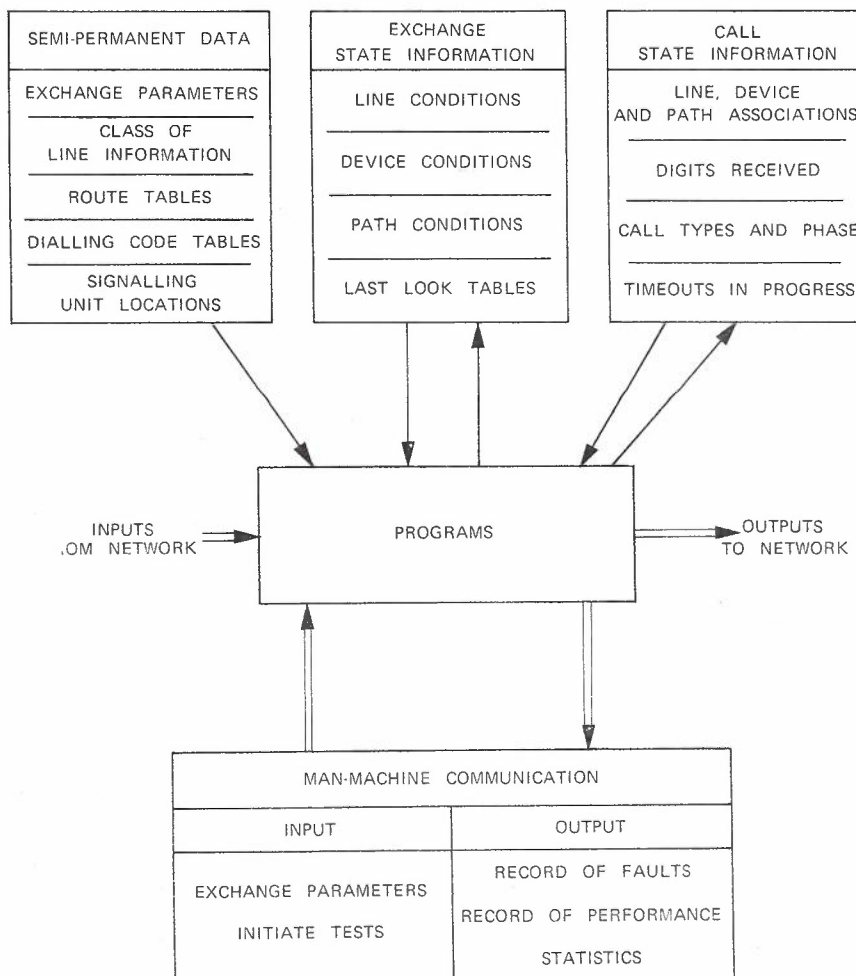 SEMI-PERMANENT DATA
EXCHANGE PARAMETERS
CLASS OF
LINE INFORMATION
ROUTE TABLES
DIALLING CODE TABLES
SIGNALLING
UNIT LOCATIONS
EXCHANGE
STATE INFORMATION
LINE CONDITIONS
DEVICE CONDITIONS
PATH CONDITIONS
LAST LOOK TABLES
CALL
STATE INFORMATION
LINE, DEVICE
AND PATH ASSOCIATIONS
DIGITS RECEIVED
CALL TYPES AND PHASE
TIMEOUTS IN PROGRESS
INPUTS
OM NETWORK
PROGRAMS
OUTPUTS
TO NETWORK
MAN-MACHINE COMMUNICATION
INPUT
EXCHANGE PARAMETERS
INITIATE TESTS
OUTPUT
RECORD OF FAULTS
RECORD OF PERFORMANCE
STATISTICS